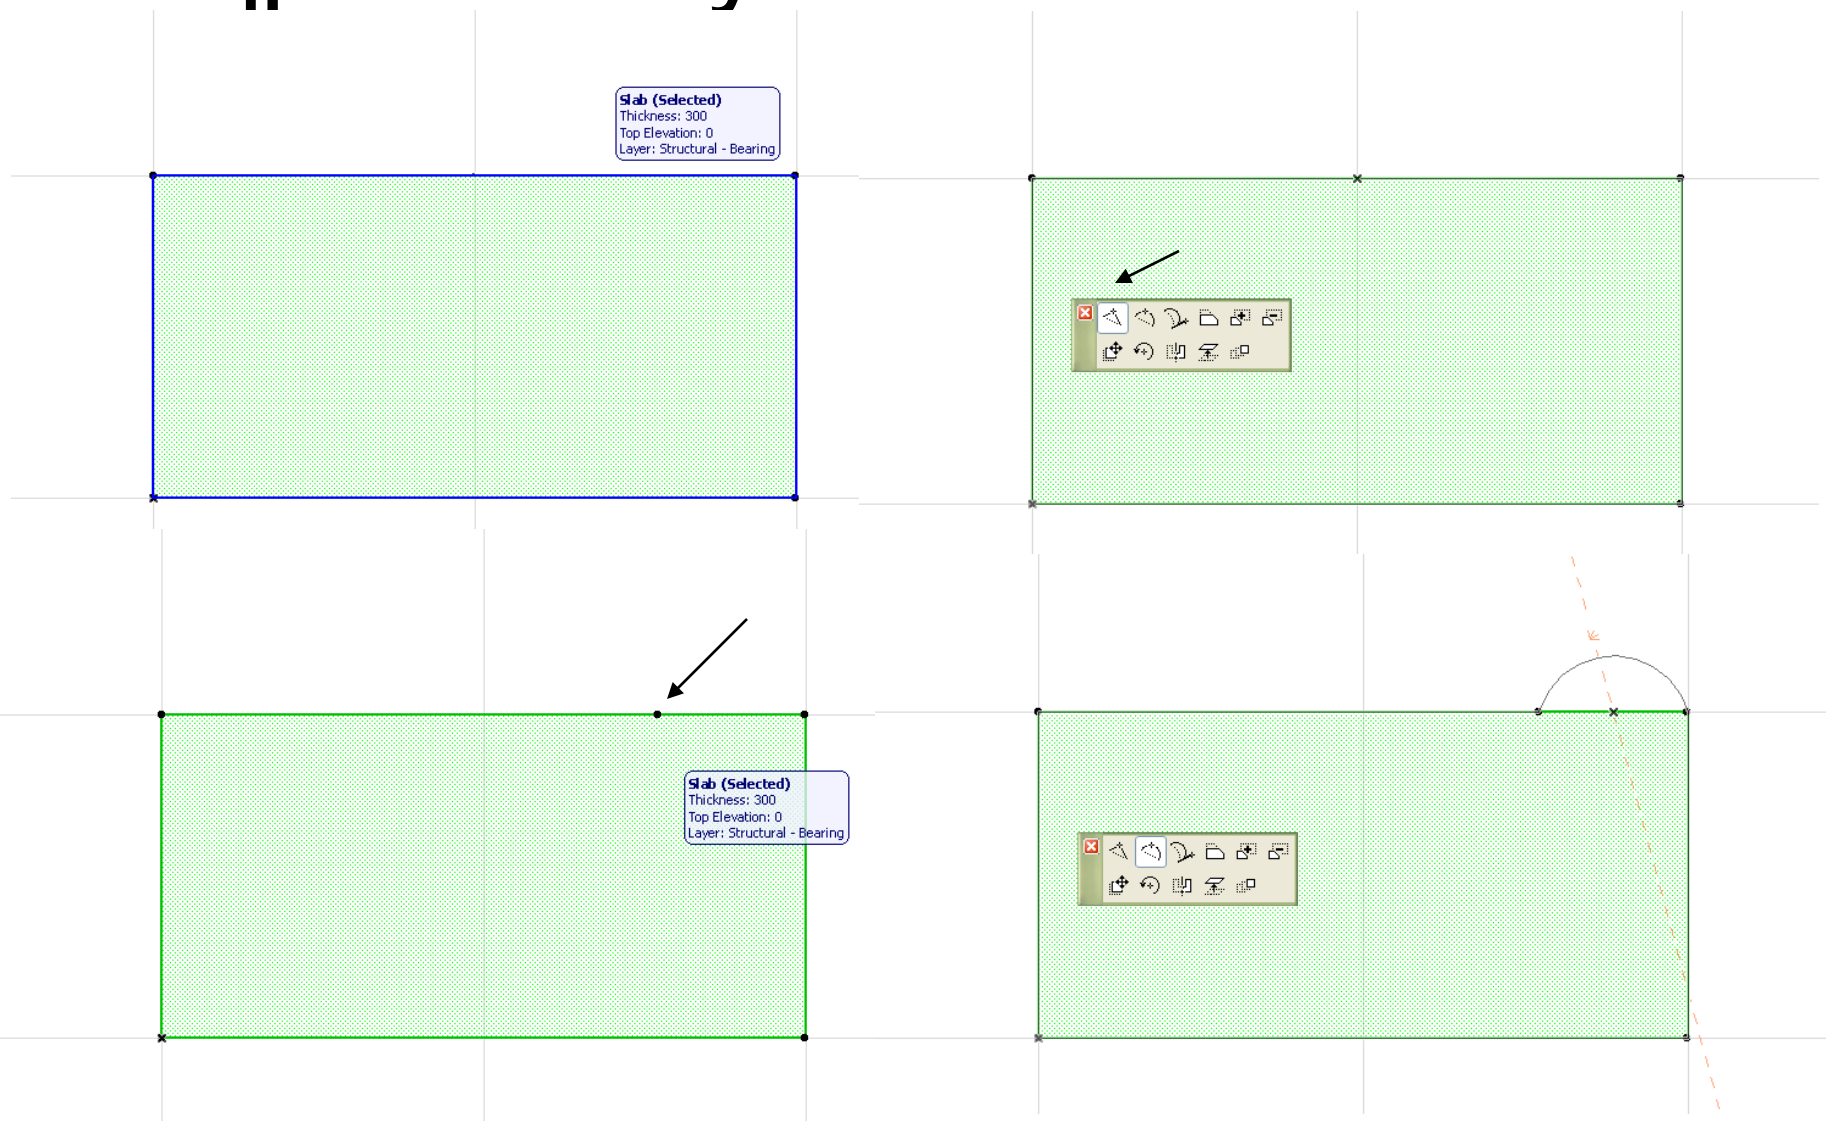 Slab (Selected)
Thickness: 300
Top Elevation: 0
Layer: Structural - Bearing
Slab (Selected)
Thickness: 300
Top Elevation: 0
Layer: Structural - Bearing